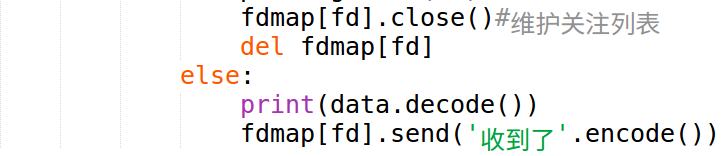 fdmap[fd].close()#维护关注列表
del fdmap[fd]
else:
print(data.decode())
fdmap[fd].send('收到了'.encode())